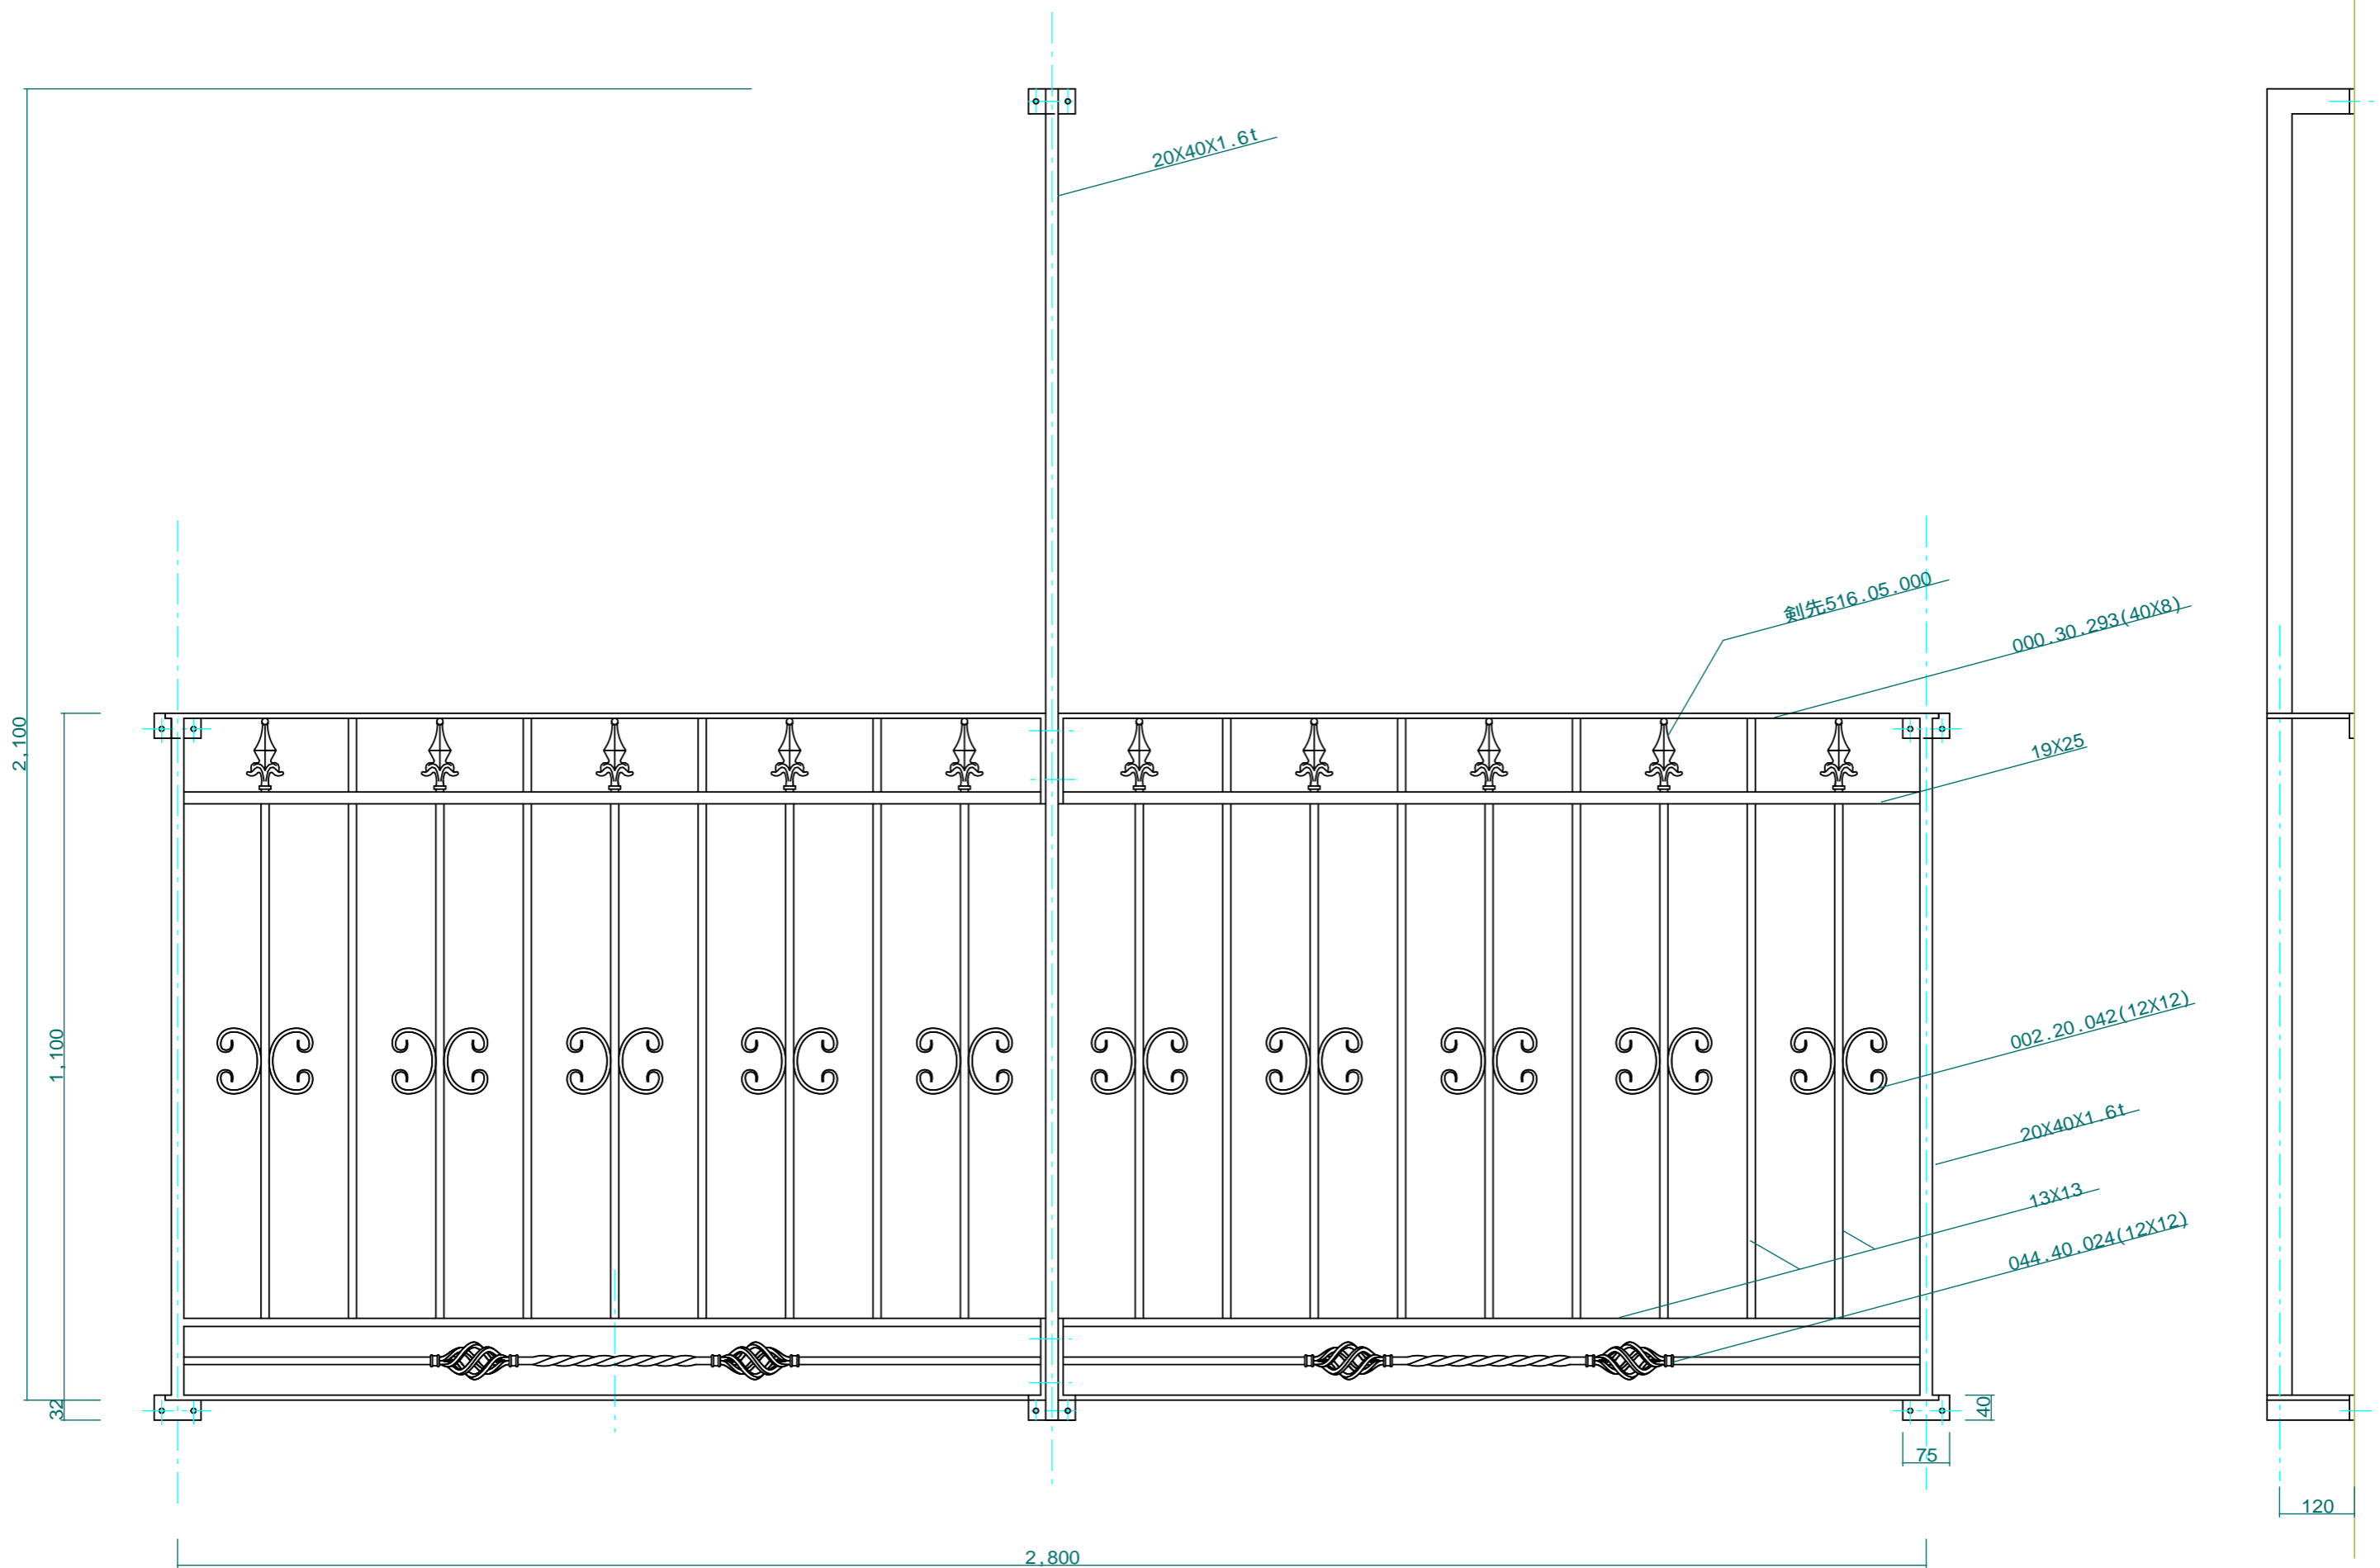 20X40X1.6t
剣先516.05.000
000.30.293(40X8)
2,100
19X25
002.20.042(12X12)
1,100
20X40X1.6t
13X13
044.40.024(12X12)
32
40
75
120
2,800